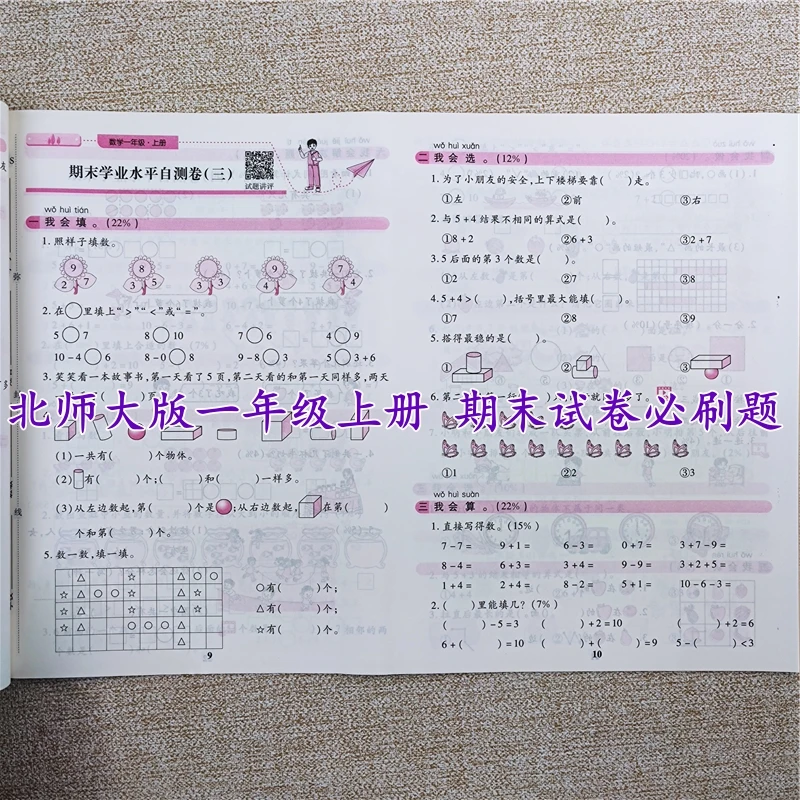 数学一年级·上册
期末学业水平自测卷(三)
试题讲评
wǒ huì tián
一 我 会 填 。(22%)
1.照样子填数。
9 8 9 7
2 7 3 5 3 3 4 4
2.在○里填上“>”“<”或“=”。
5○7 8○10 7○6 4○9
10-4○6 8-0○8 9-8○3 5○3+6
3.笑笑看一本故事书,第一天看了5页,第二天看的和第一天同样多,两天
( )页
(1)一共有( )个物体。
(2) 有( )个;( )和( )一样多。
(3)从左边数起,第( )个是 ;从右边数起, 在第( )
个和第( )个。
5.数一数,填一填。
○有( )个;
△有( )个;
☆有( )个。
9
wǒ huì xuǎn
二 我 会 选 。(12%)
1.为了小朋友的安全,上下楼梯要靠( )走。
①左 ②前 ③右
2.与5+4结果不相同的算式是( )。
①8+2 ②6+3 ③2+7
3.5后面的第3个数是( )。
①2 ②7 ③8
4.5+4>( ),括号里最大能填( )。
①7 ②8 ③9
5.搭得最稳的是( )。
① ② ③
6.第二
①1 ②2 ③3
北师大版一年级上册 期末试卷必刷题
wǒ huì suàn
三 我 会 算 。(22%)
1.直接写得数。(15%)
7-7= 9+1= 6-3= 0+7= 3+7-9=
8-4= 6+3= 3+4= 9-9= 3+2+5=
1+4= 2+4= 8-2= 5+1= 10-6-3=
2.( )里能填几?(7%)
( )-5=3 ( )+2=10 ( )+2=6
6+( )=10 ( )+( )=9 5-( )<3
10